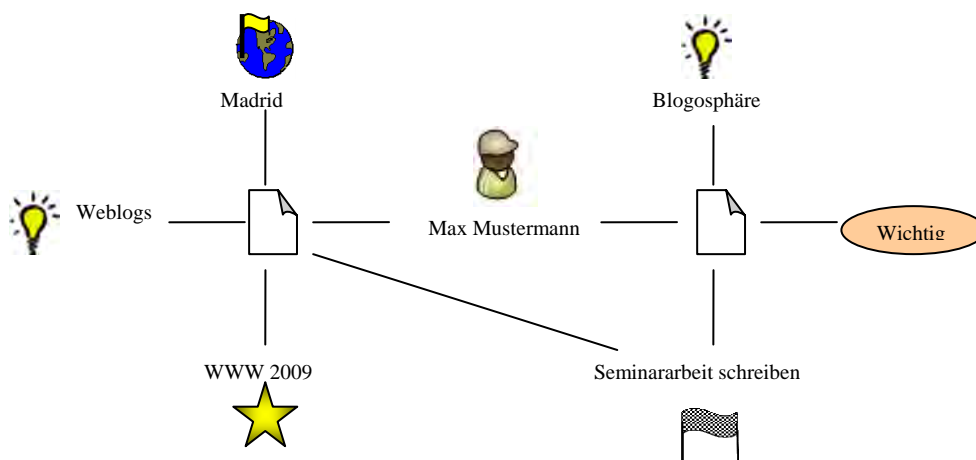 Madrid
Blogosphäre
Weblogs
Max Mustermann
Wichtig
WWW 2009
Seminararbeit schreiben